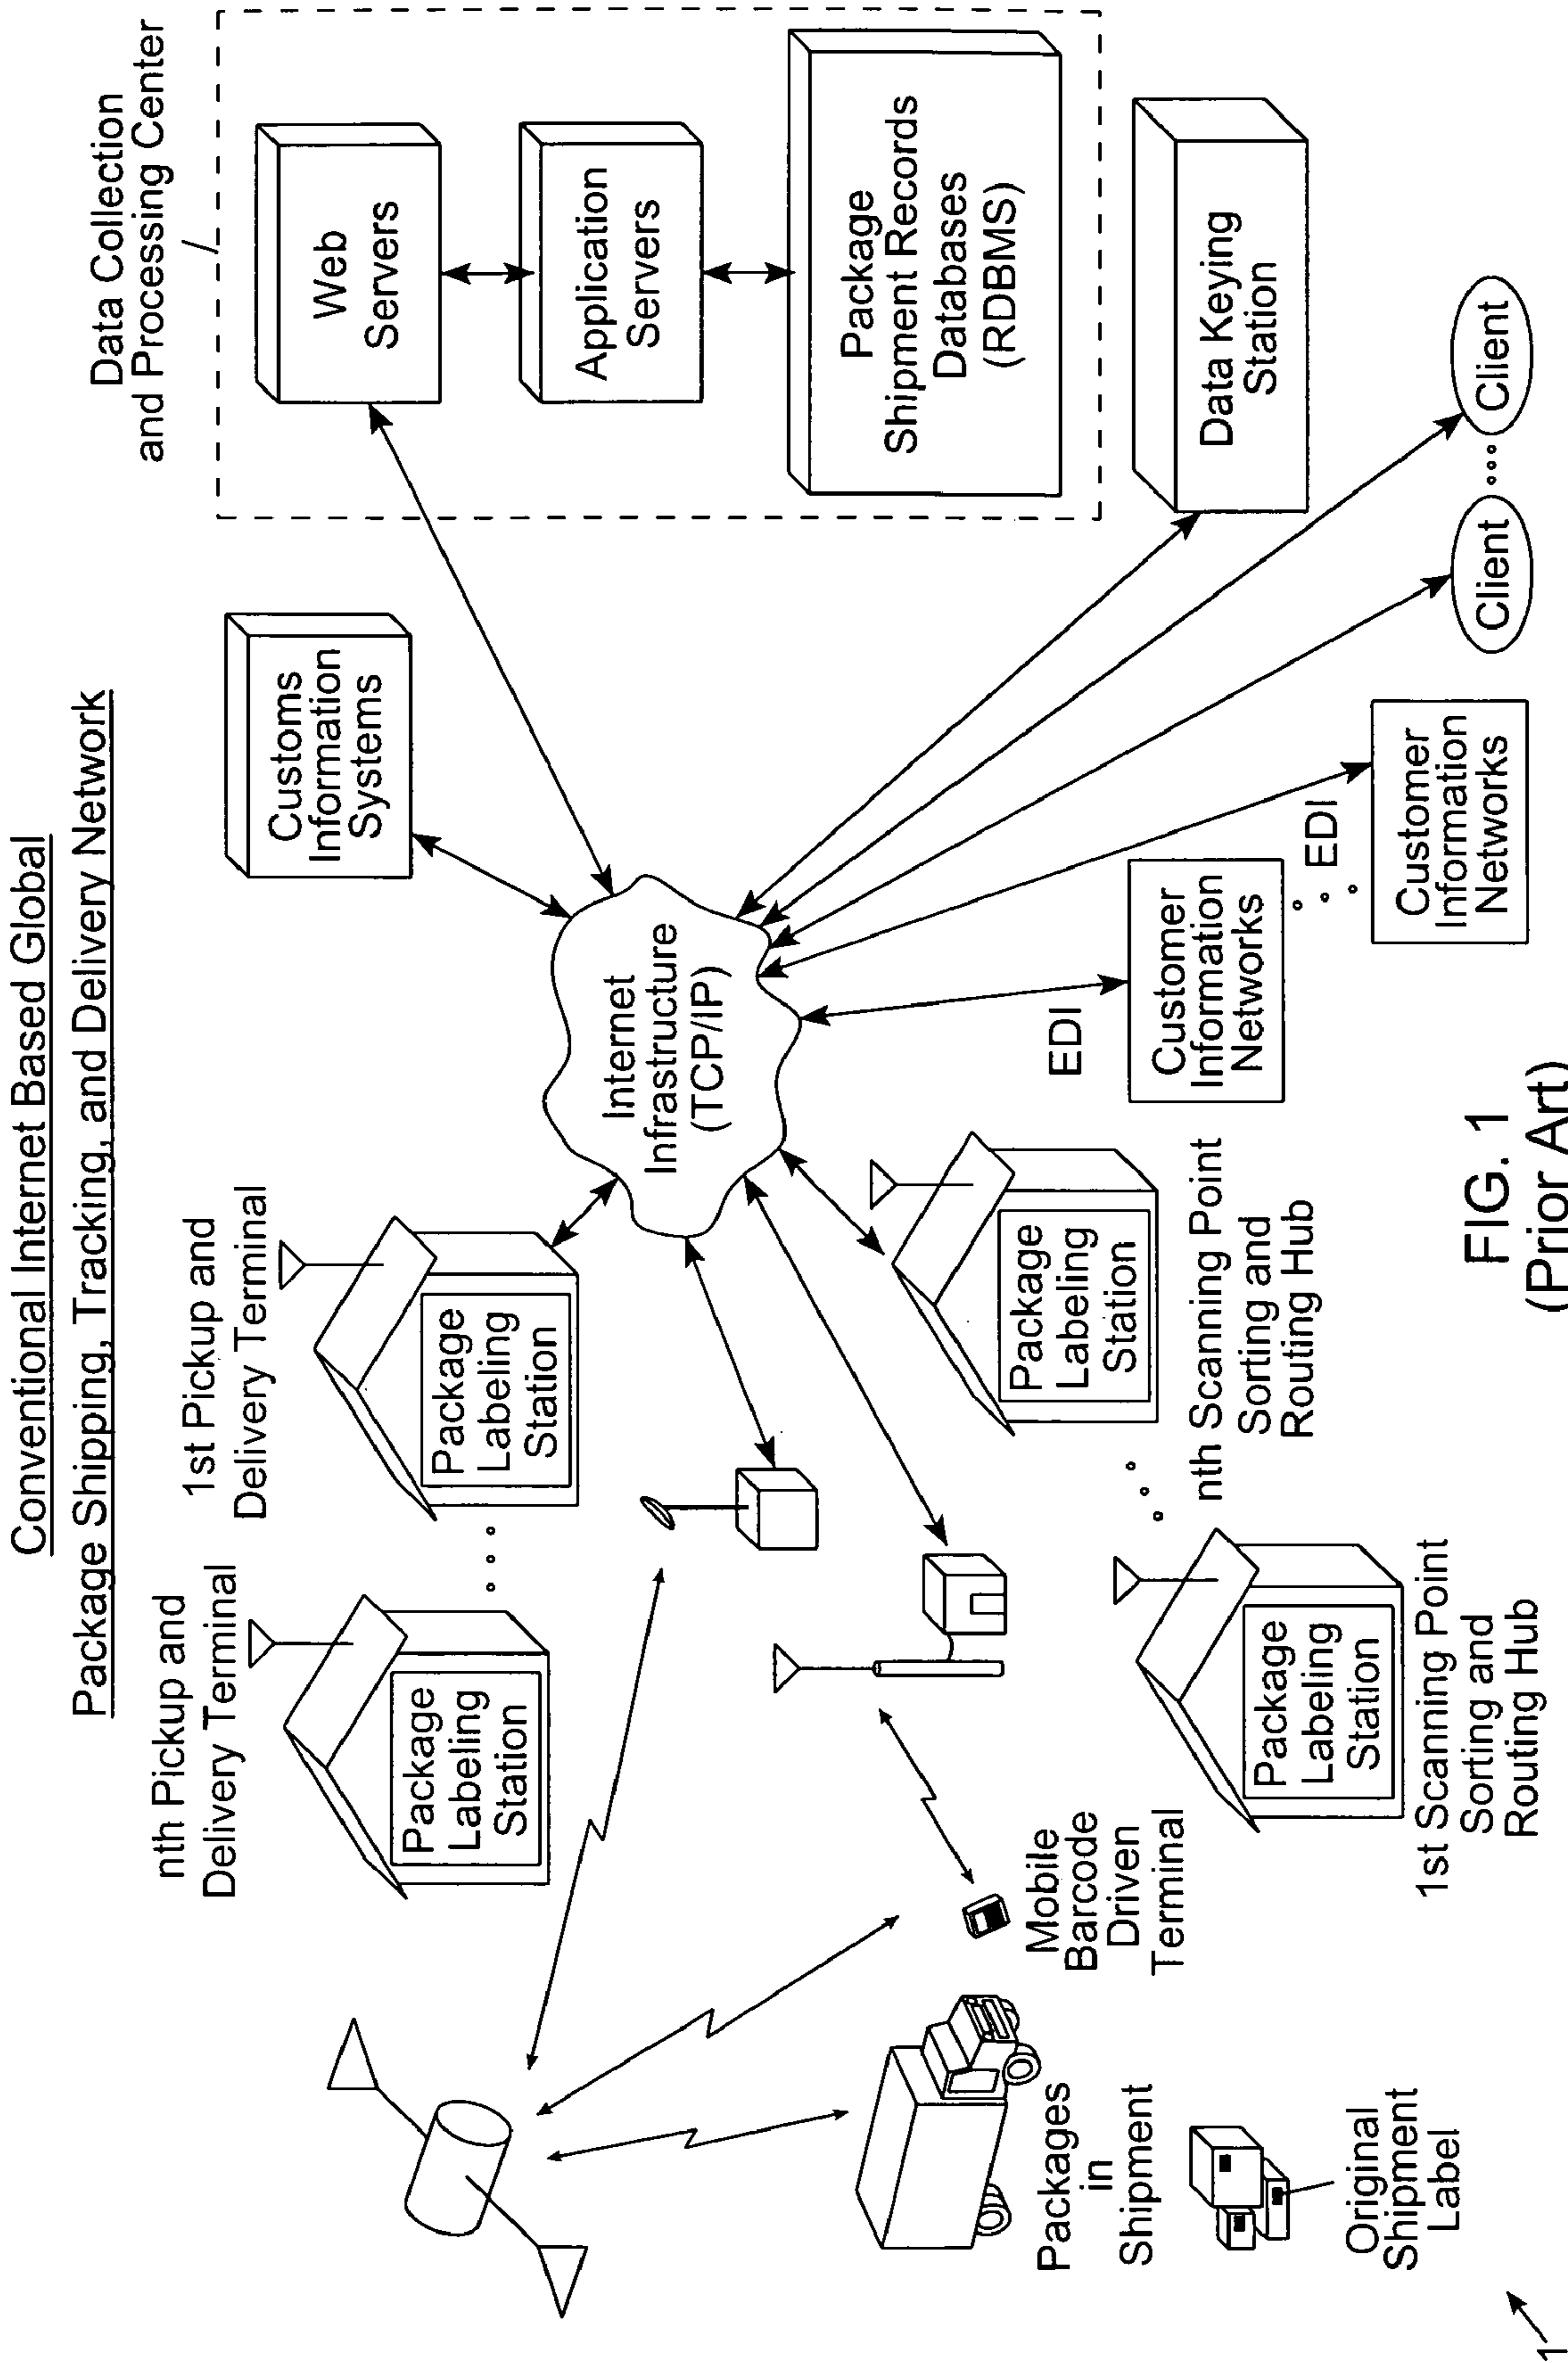 Conventional Internet Based Global
Package Shipping, Tracking, and Delivery Network
nth Pickup and
Delivery Terminal
Package
Labeling
Station
1st Pickup and
Delivery Terminal
Package
Labeling
Station
Customs
Information
Systems
Data Collection
and Processing Center
Web
Servers
Application
Servers
Package
Shipment Records
Databases
(RDBMS)
Internet
Infrastructure
(TCP/IP)
Packages
in
Shipment
Original
Shipment
Label
Mobile
Barcode
Driven
Terminal
Package
Labeling
Station
1st Scanning Point
Sorting and
Routing Hub
Package
Labeling
Station
nth Scanning Point
Sorting and
Routing Hub
EDI
Customer
Information
Networks
EDI
Customer
Information
Networks
Data Keying
Station
Client
Client
1
FIG. 1
(Prior Art)